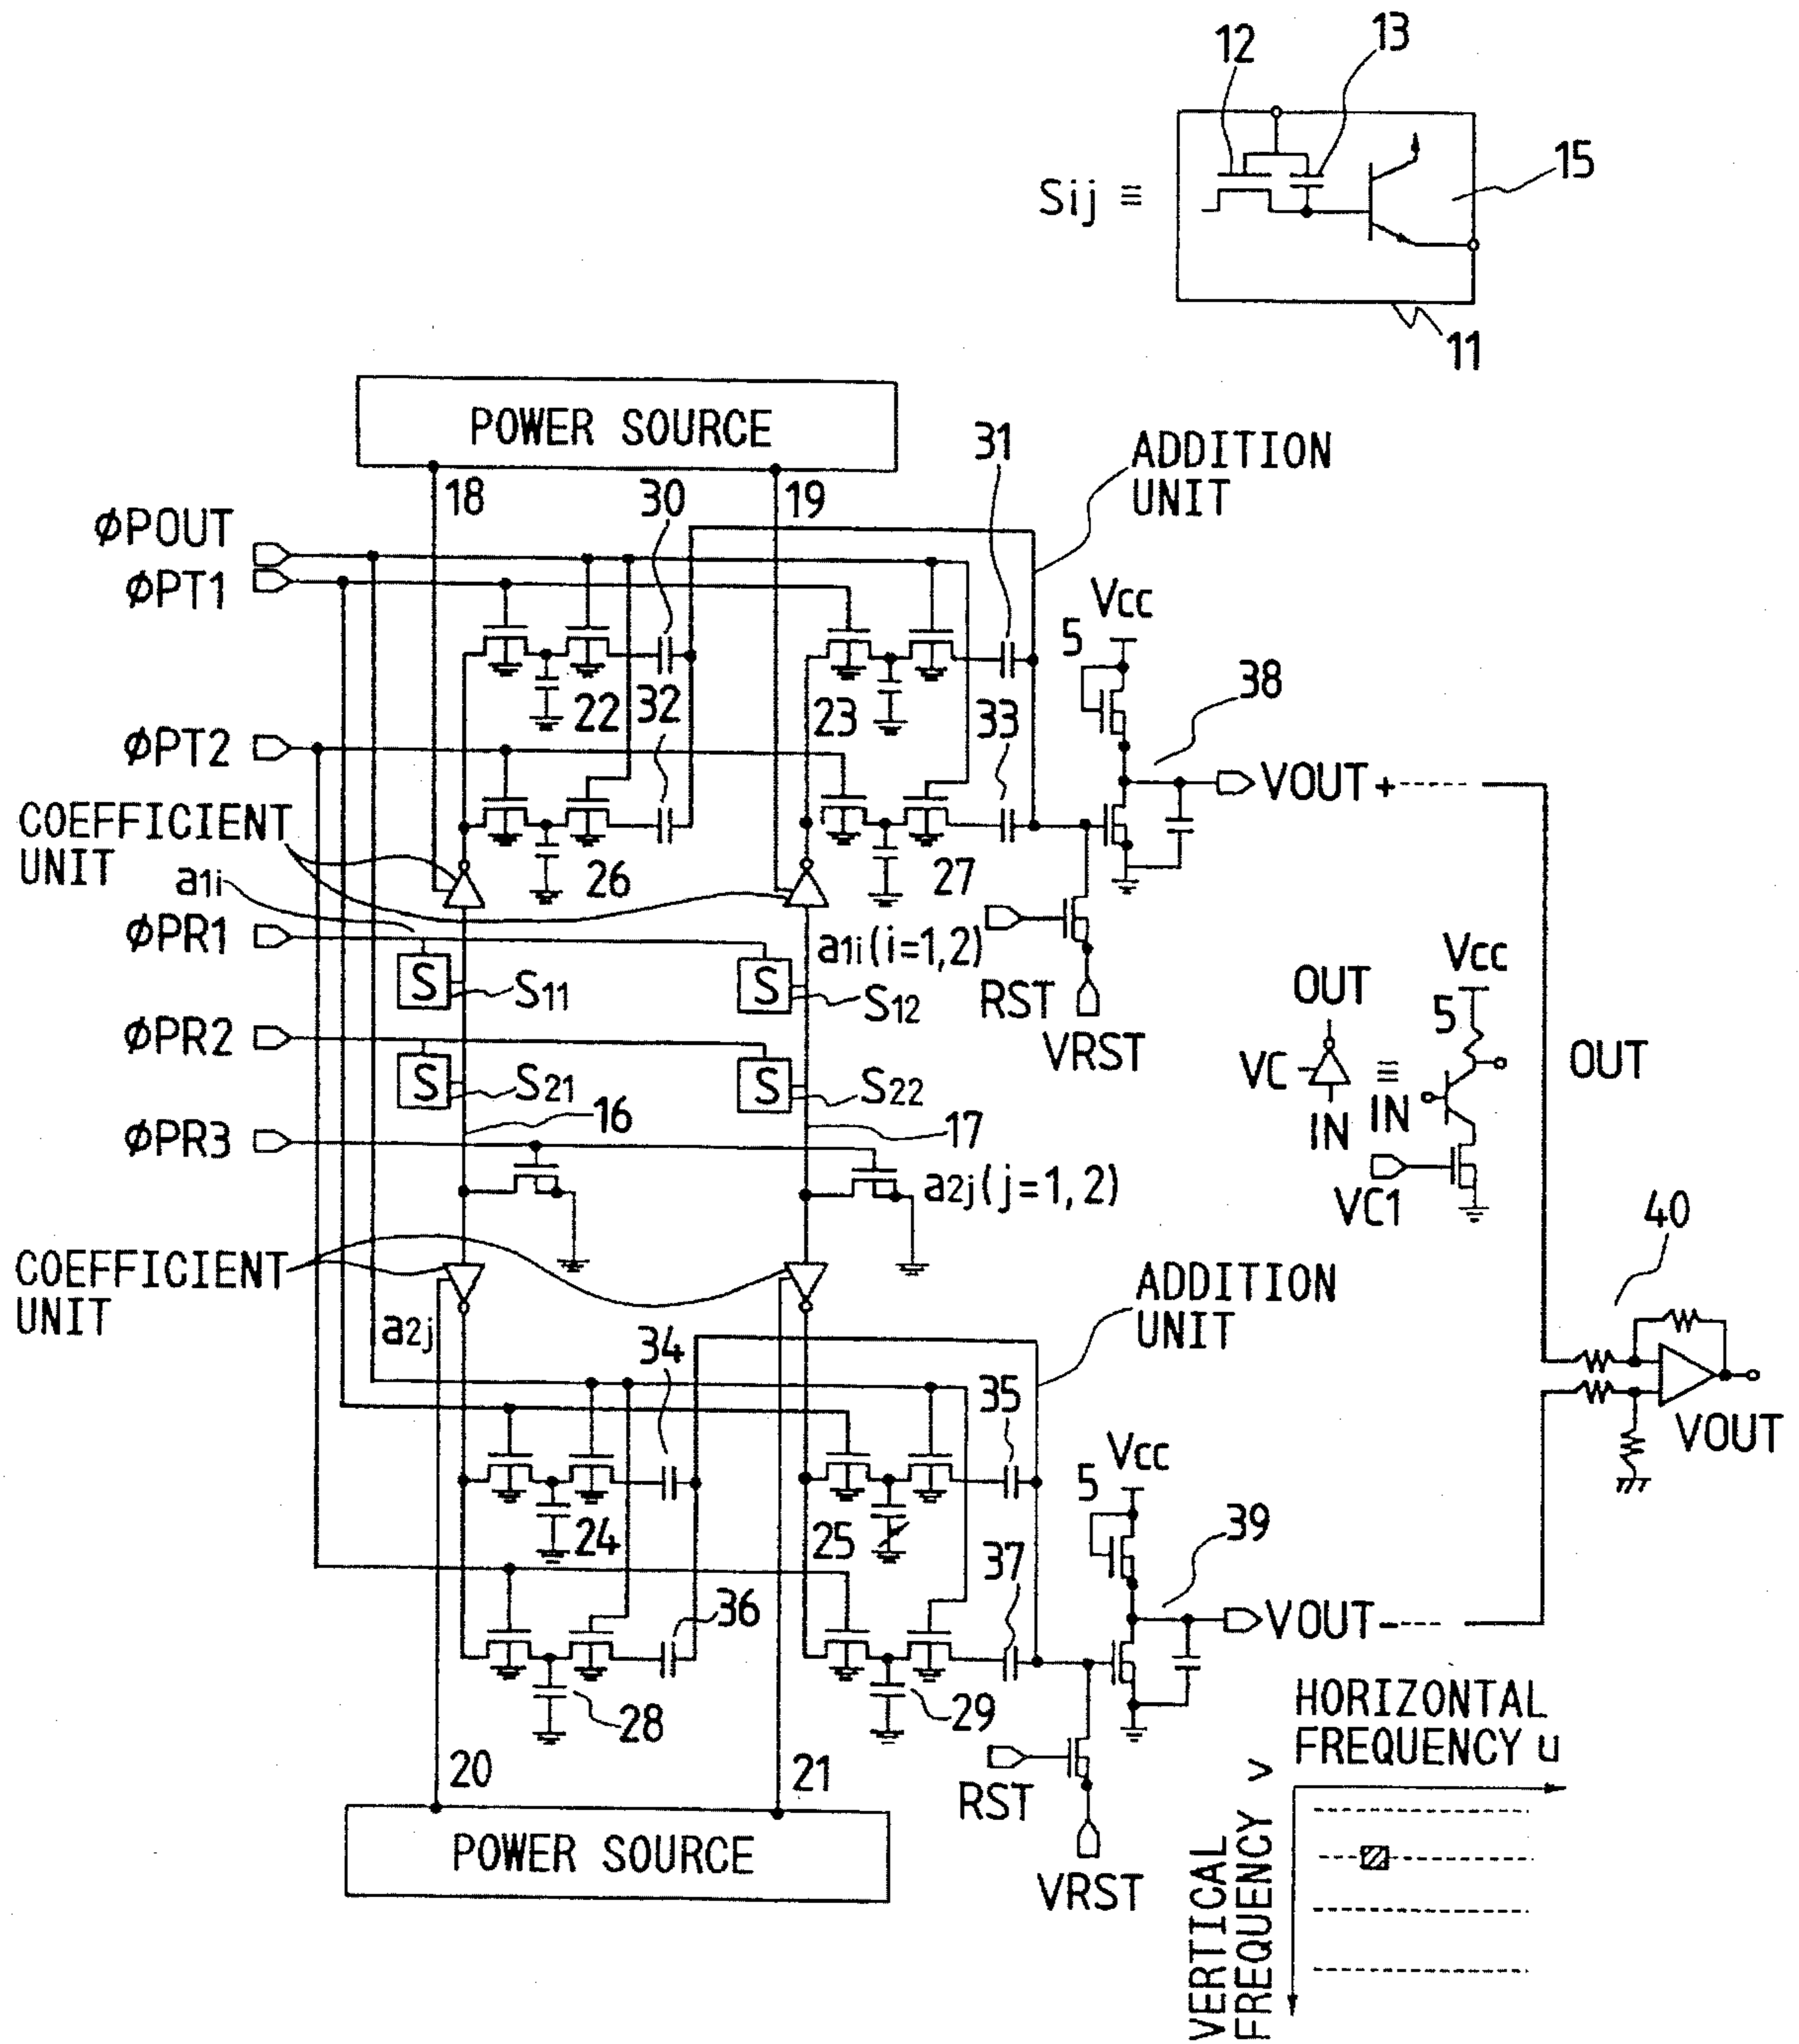 12
13
Sij ≡
15
11
POWER SOURCE
18
30
19
31
ADDITION
UNIT
ϕPOUT
ϕPT1
Vcc
5
38
22
32
23
33
ϕPT2
VOUT+
COEFFICIENT
UNIT
a1i
26
27
ϕPR1
a1i(i=1,2)
S
S11
S
S12
RST
VRST
ϕPR2
S
S21
S
S22
OUT
VC
IN
≡
Vcc
5
IN
OUT
VC1
ϕPR3
16
17
a2j(j=1,2)
40
COEFFICIENT
UNIT
a2j
34
ADDITION
UNIT
35
VOUT
24
25
37
Vcc
5
39
36
VOUT-
28
29
RST
VRST
20
21
POWER SOURCE
HORIZONTAL
FREQUENCY u
VERTICAL
FREQUENCY v